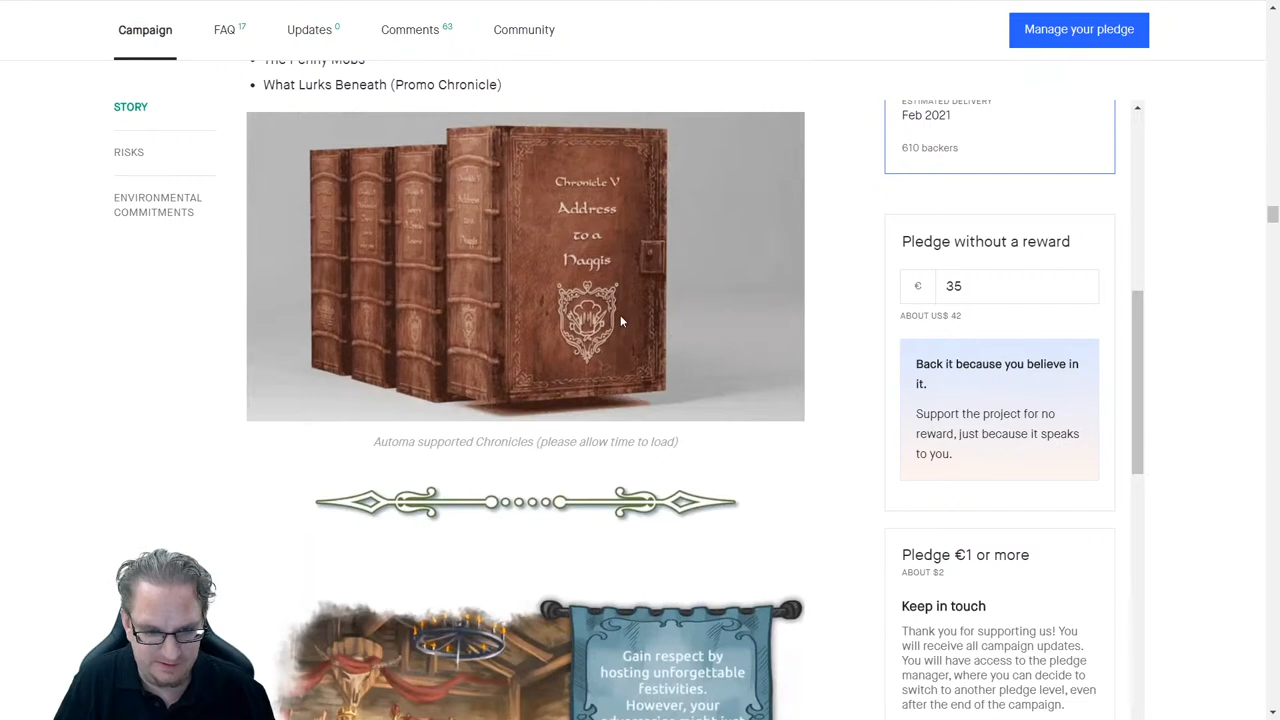 Campaign
FAQ 17
Updates 0
Comments 63
Community
Manage your pledge
The Penny Mobs
What Lurks Beneath (Promo Chronicle)
STORY
RISKS
ENVIRONMENTAL
COMMITMENTS
Chronicle V
Address
to a
Haggis
Automa supported Chronicles (please allow time to load)
Gain respect by
hosting unforgettable
festivities.
However, your
adversaries might just
ESTIMATED DELIVERY
Feb 2021
610 backers
Pledge without a reward
€ 35
ABOUT US$ 42
Back it because you believe in
it.
Support the project for no
reward, just because it speaks
to you.
Pledge €1 or more
ABOUT $2
Keep in touch
Thank you for supporting us! You
will receive all campaign updates.
You will have access to the pledge
manager, where you can decide to
switch to another pledge level, even
after the end of the campaign.